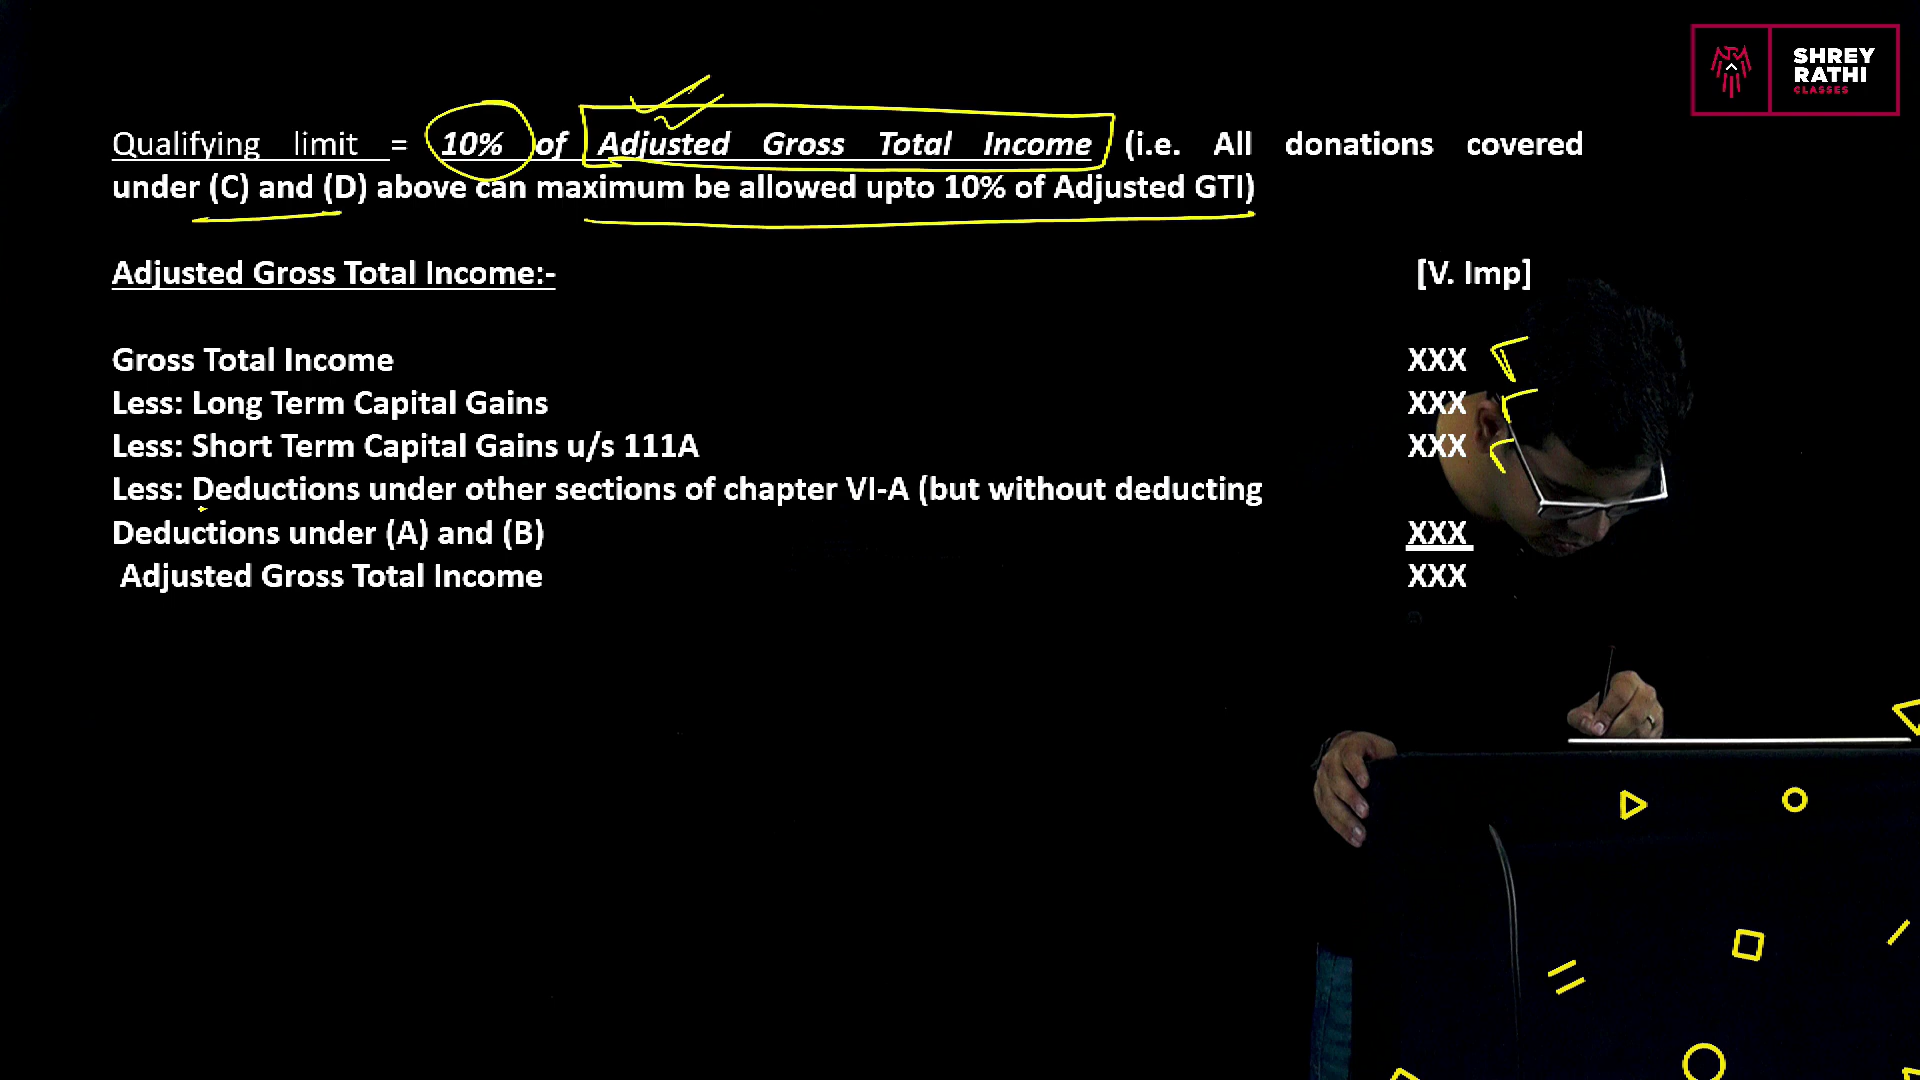 SHREY
RATHI
CLASSES
Qualifying limit = 10% of Adjusted Gross Total Income (i.e. All donations covered
under (C) and (D) above can maximum be allowed upto 10% of Adjusted GTI)
Adjusted Gross Total Income:- [V. Imp]
Gross Total Income XXX
Less: Long Term Capital Gains XXX
Less: Short Term Capital Gains u/s 111A XXX
Less: Deductions under other sections of chapter VI-A (but without deducting
Deductions under (A) and (B) XXX
Adjusted Gross Total Income XXX